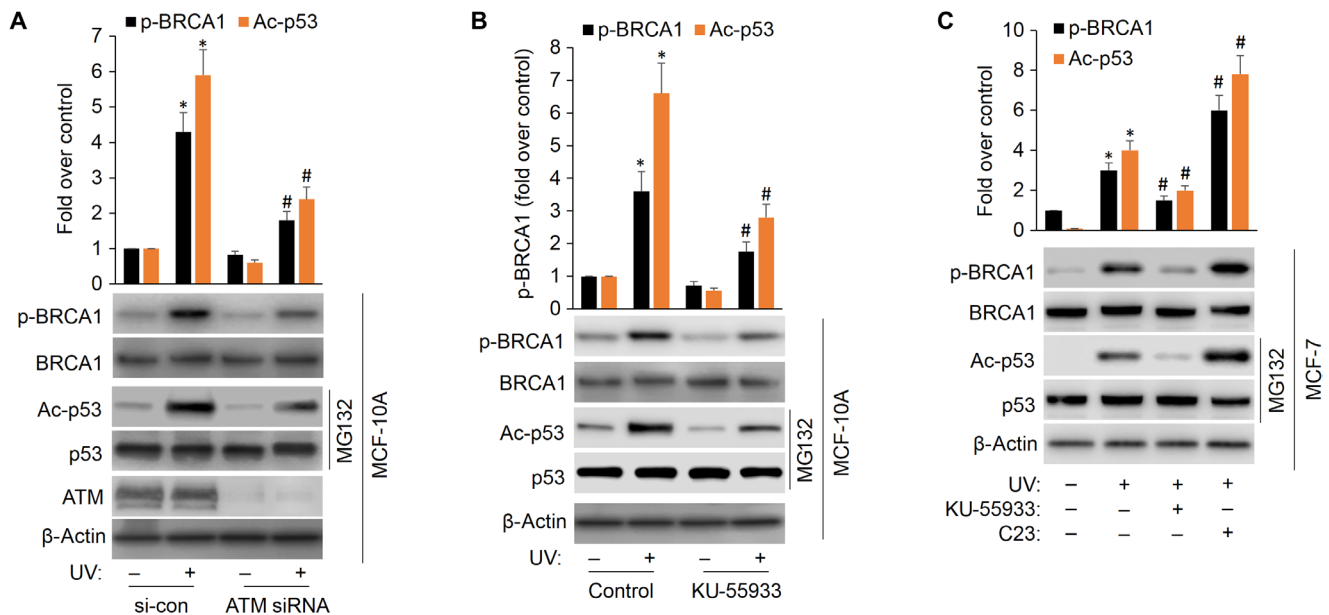 A
p-BRCA1 Ac-p53
Fold over control
7
6
5
4
3
2
1
0
* * # #
p-BRCA1
BRCA1
Ac-p53
p53
ATM
β-Actin
MG132
MCF-10A
UV: – + – +
si-con ATM siRNA
B
p-BRCA1 Ac-p53
p-BRCA1 (fold over control)
8
7
6
5
4
3
2
1
0
* * # #
p-BRCA1
BRCA1
Ac-p53
p53
β-Actin
MG132
MCF-10A
UV: – + – +
Control KU-55933
C
p-BRCA1
Ac-p53
Fold over control
10
8
6
4
2
0
* * # # # #
p-BRCA1
BRCA1
Ac-p53
p53
β-Actin
MG132
MCF-7
UV: – + + +
KU-55933: – – + –
C23: – – – +